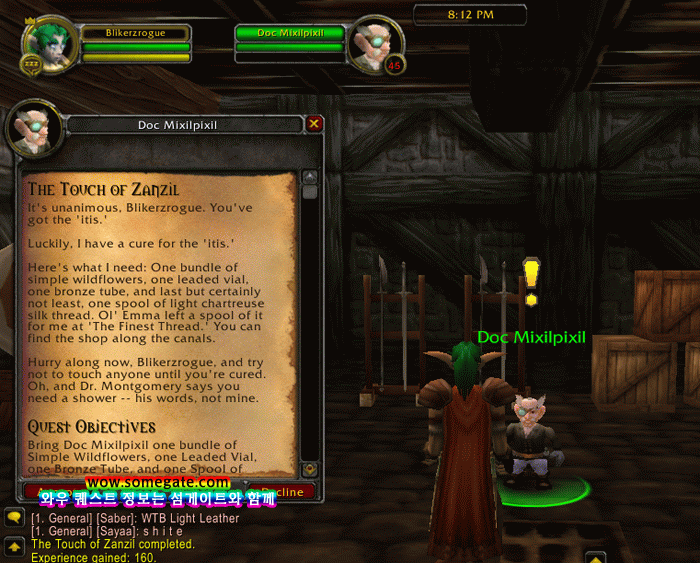 8:12 PM
Blikerzrogue
Doc Mixilpixil
zzz
45
Doc Mixilpixil
The Touch of Zanzil
It's unanimous, Blikerzrogue. You've
got the 'itis.'
Luckily, I have a cure for the 'itis.'
Here's what I need: One bundle of
simple wildflowers, one leaded vial,
one bronze tube, and last but certainly
not least, one spool of light chartreuse
silk thread. Ol' Emma left a spool of it
for me at 'The Finest Thread.' You can
find the shop along the canals.
Hurry along now, Blikerzrogue, and try
not to touch anyone until you're cured.
Oh, and Dr. Montgomery says you
need a shower -- his words, not mine.
Quest Objectives
Bring Doc Mixilpixil one bundle of
Simple Wildflowers, one Leaded Vial,
one Bronze Tube, and one Spool of
Doc Mixilpixil
wow.somegate.com
Decline
와우 퀘스트 정보는 섬게이트와 함께
[1. General] [Saber]: WTB Light Leather
[1. General] [Sayaa]: s h i t e
The Touch of Zanzil completed.
Experience gained: 160.